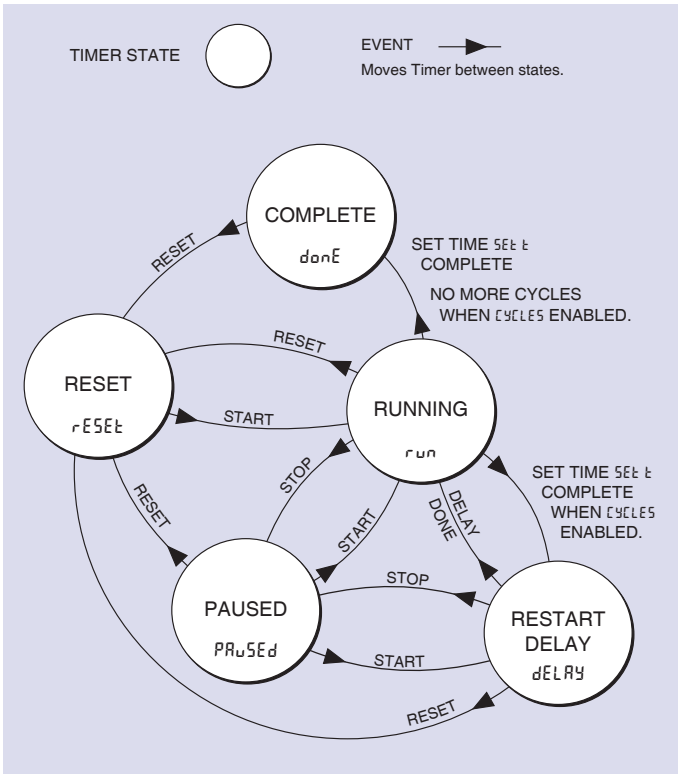 TIMER STATE
EVENT
Moves Timer between states.
COMPLETE
donE
RESET
SET TIME SEt t
COMPLETE
NO MORE CYCLES
WHEN CYCLES ENABLED.
RESET
RESET
rESEt
START
RUNNING
run
STOP
START
DELAY
DONE
SET TIME SEt t
COMPLETE
WHEN CYCLES
ENABLED.
RESET
PAUSED
PAuSEd
STOP
START
RESTART
DELAY
dELAY
RESET